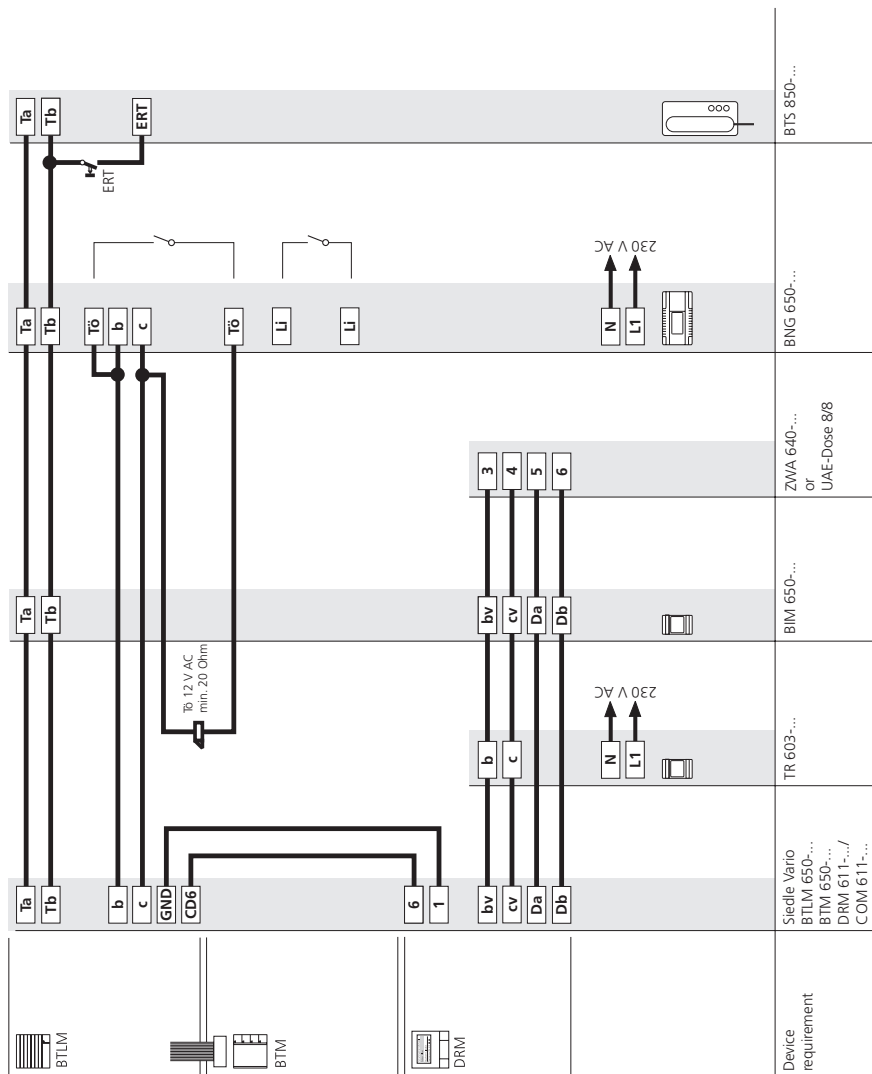 BTLM
BTM
DRM
Device
requirement
Ta
Tb
b
c
GND
CD6
6
1
bv
cv
Da
Db
Siedle Vario
BTLM 650-...
BTM 650-...
DRM 611-.../
COM 611-...
Tö 12 V AC
min. 20 Ohm
b
c
N
L1
230 V AC
TR 603-...
Ta
Tb
bv
cv
Da
Db
BIM 650-...
3
4
5
6
ZWA 640-...
or
UAE-Dose 8/8
Ta
Tb
Tö
b
c
Tö
Li
Li
N
L1
230 V AC
BNG 650-...
ERT
Ta
Tb
ERT
BTS 850-...